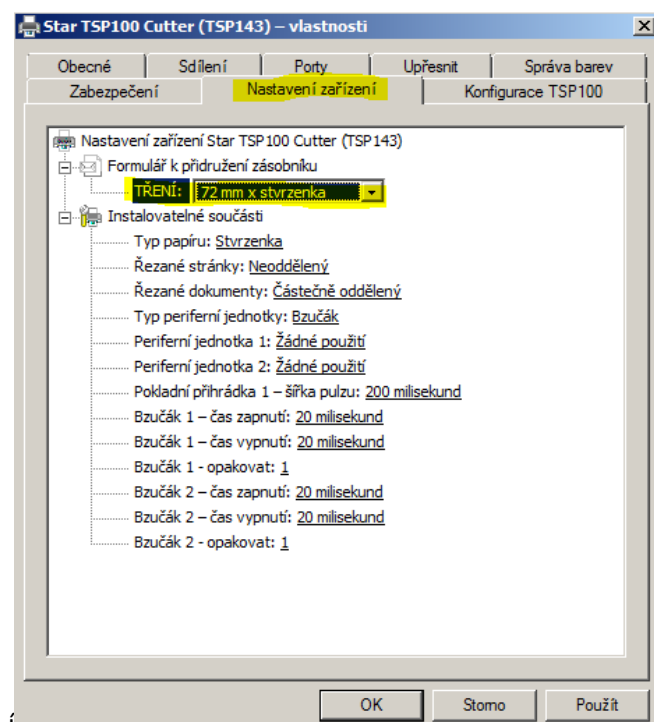 Star TSP100 Cutter (TSP143) – vlastnosti
Obecné Sdílení Porty Upřesnit Správa barev
Zabezpečení Nastavení zařízení Konfigurace TSP100
Nastavení zařízení Star TSP100 Cutter (TSP143)
Formulář k přidružení zásobníku
TŘENÍ: 72 mm x stvrzenka
Instalovatelné součásti
Typ papíru: Stvrzenka
Řezané stránky: Neoddělený
Řezané dokumenty: Částečně oddělený
Typ periferní jednotky: Bzučák
Periferní jednotka 1: Žádné použití
Periferní jednotka 2: Žádné použití
Pokladní přihrádka 1 – šířka pulzu: 200 milisekund
Bzučák 1 – čas zapnutí: 20 milisekund
Bzučák 1 – čas vypnutí: 20 milisekund
Bzučák 1 - opakovat: 1
Bzučák 2 – čas zapnutí: 20 milisekund
Bzučák 2 – čas vypnutí: 20 milisekund
Bzučák 2 - opakovat: 1
OK Storno Použít